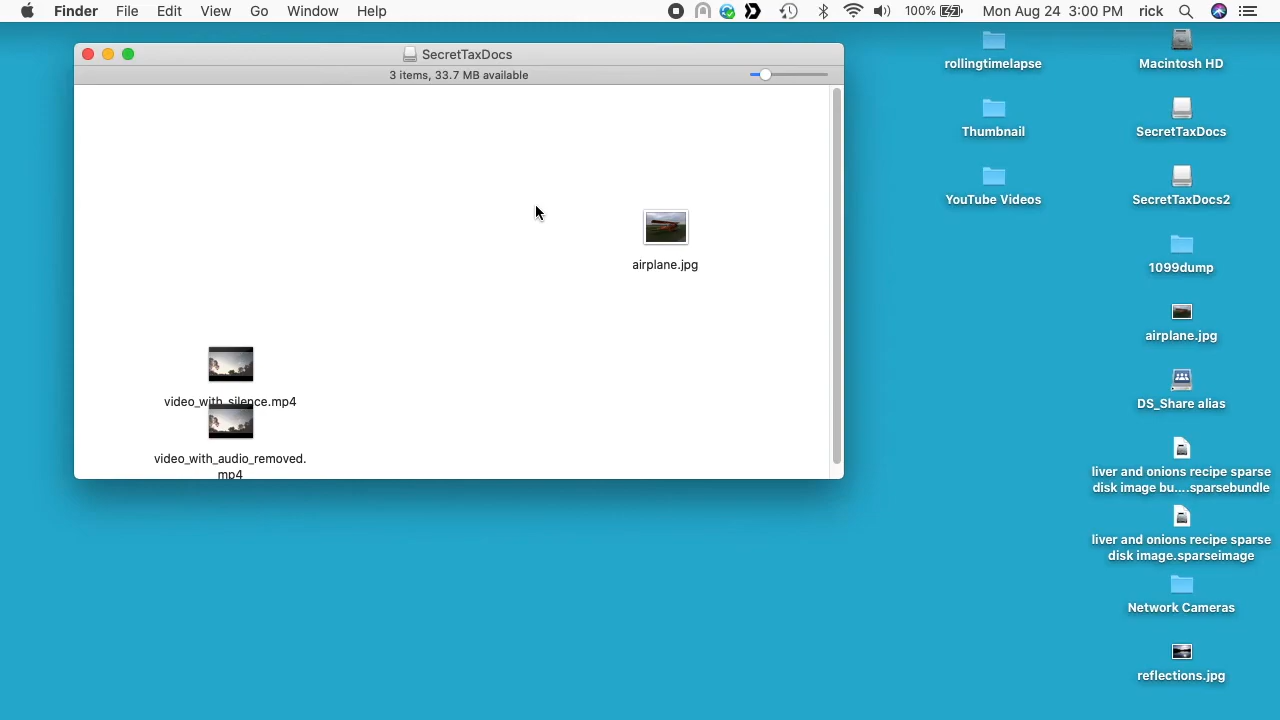 Finder File Edit View Go Window Help 100% Mon Aug 24 3:00 PM rick
SecretTaxDocs
3 items, 33.7 MB available
airplane.jpg
video_with_silence.mp4
video_with_audio_removed.
mp4
rollingtimelapse
Thumbnail
YouTube Videos
Macintosh HD
SecretTaxDocs
SecretTaxDocs2
1099dump
airplane.jpg
DS_Share alias
liver and onions recipe sparse
disk image bu....sparsebundle
liver and onions recipe sparse
disk image.sparseimage
Network Cameras
reflections.jpg